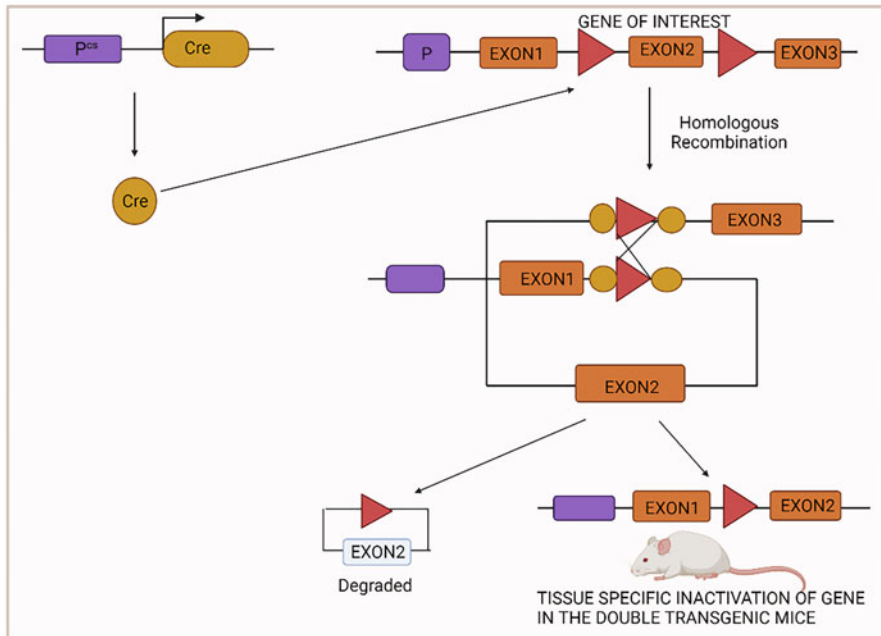 GENE OF INTEREST
P^cs
Cre
P
EXON1
EXON2
EXON3
Homologous
Recombination
Cre
EXON3
EXON1
EXON2
EXON2
Degraded
EXON1
EXON2
TISSUE SPECIFIC INACTIVATION OF GENE
IN THE DOUBLE TRANSGENIC MICE